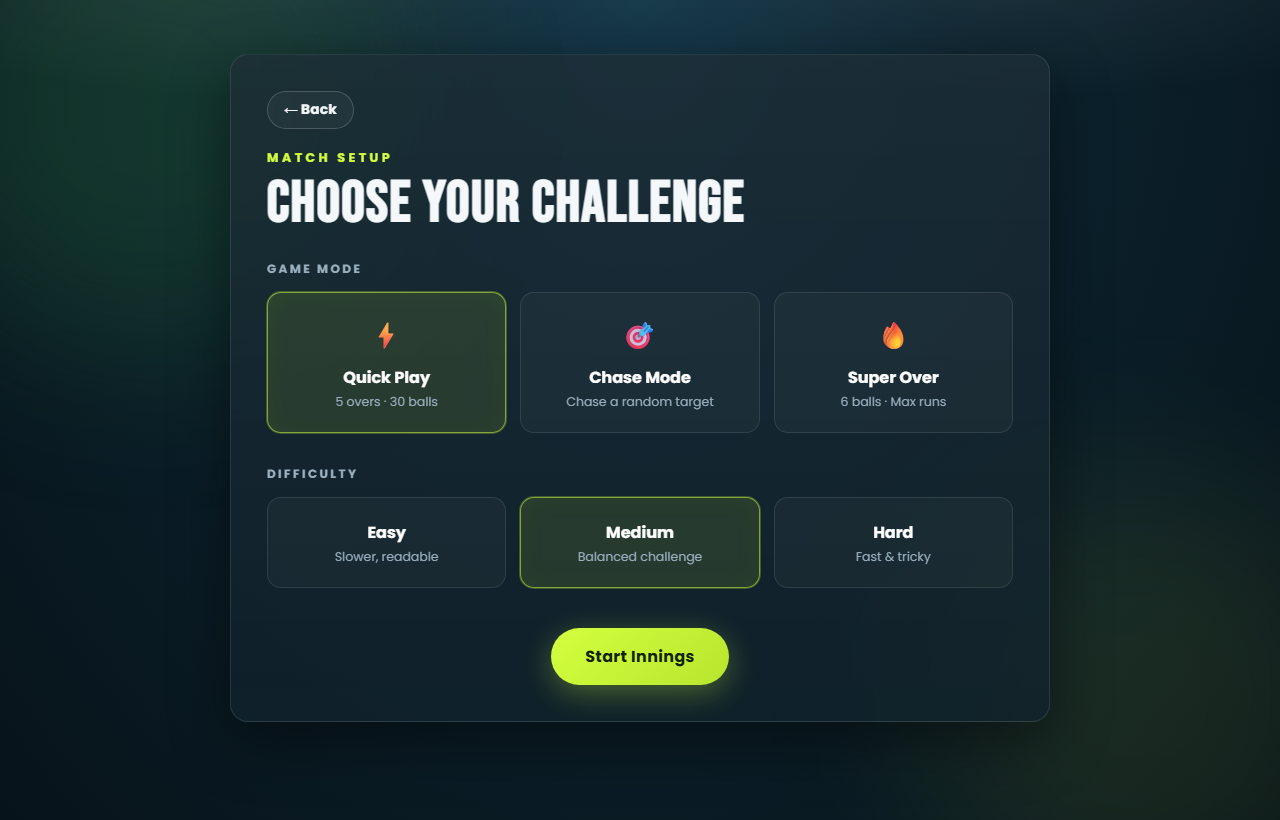 ← Back
MATCH SETUP
CHOOSE YOUR CHALLENGE
GAME MODE
Quick Play
5 overs · 30 balls
Chase Mode
Chase a random target
Super Over
6 balls · Max runs
DIFFICULTY
Easy
Slower, readable
Medium
Balanced challenge
Hard
Fast & tricky
Start Innings